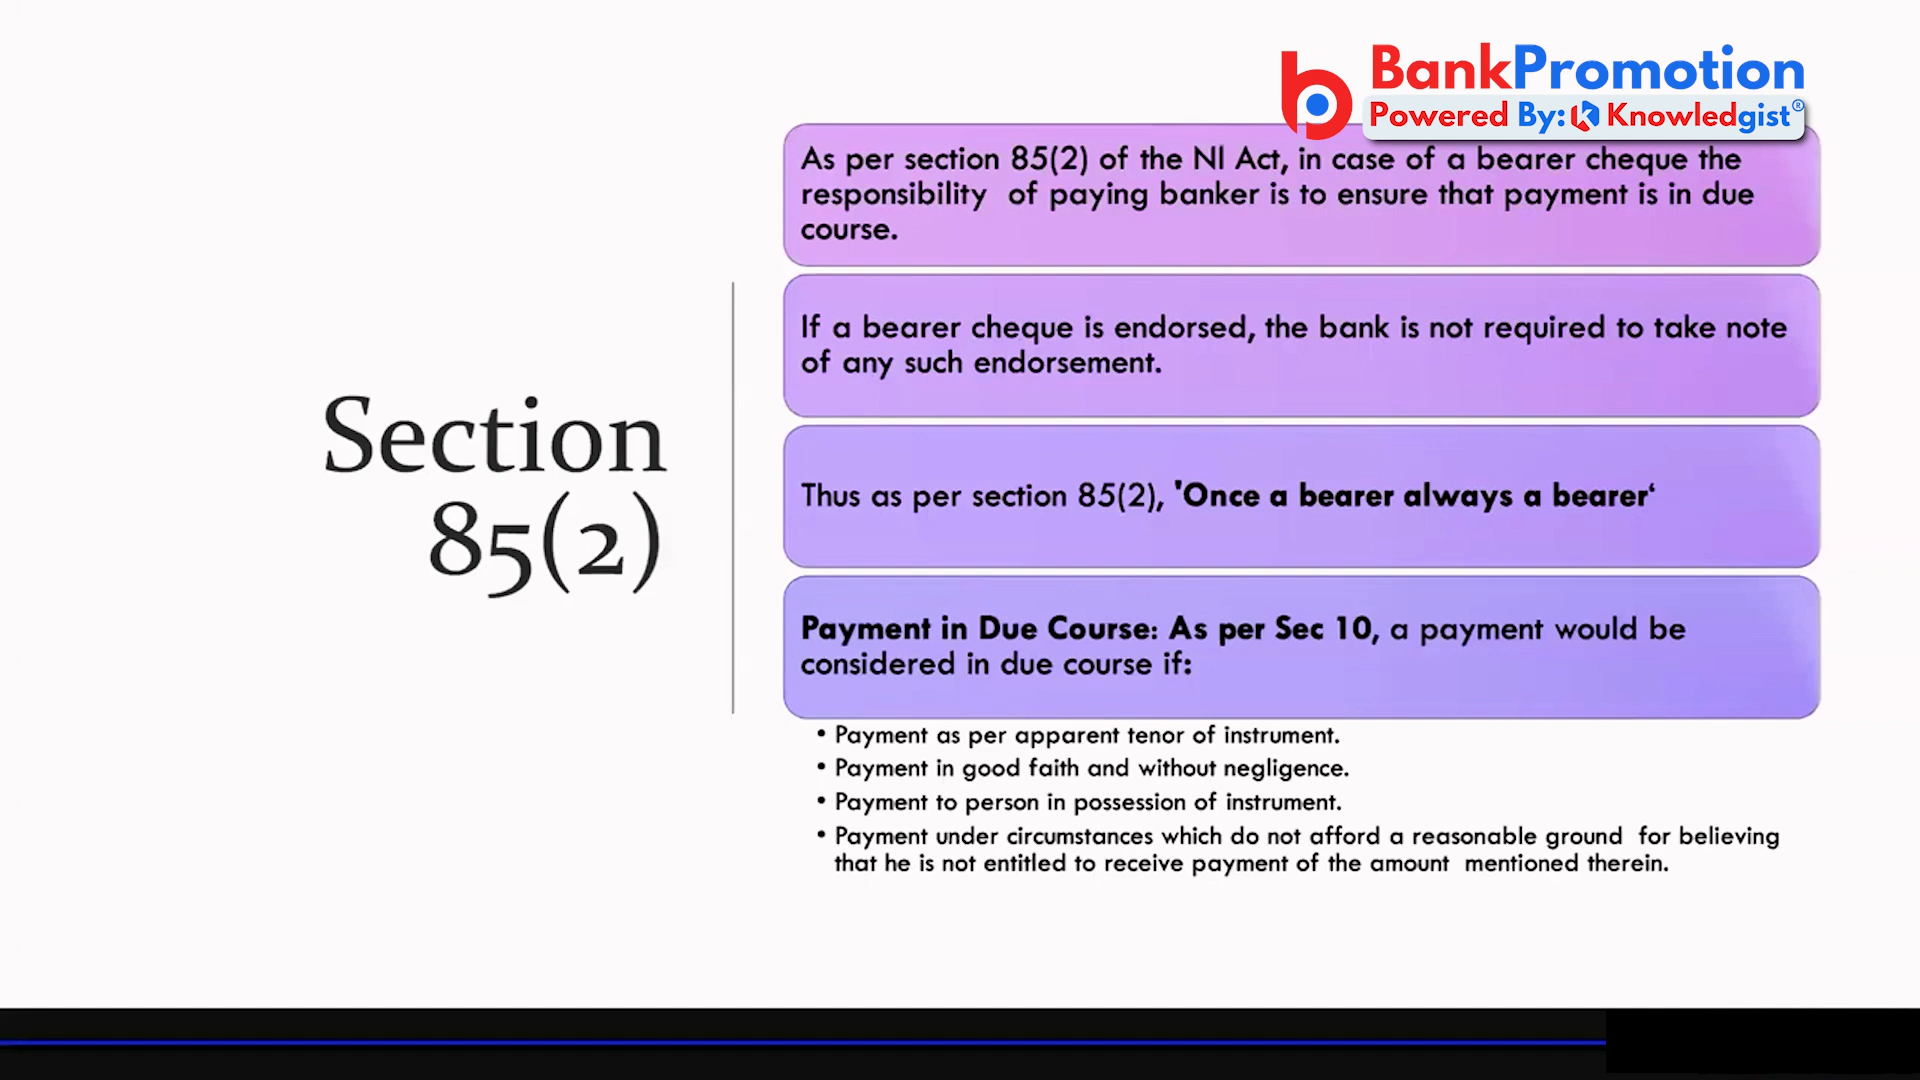 BankPromotion
Powered By: Knowledgist®
Section
85(2)
As per section 85(2) of the NI Act, in case of a bearer cheque the
responsibility of paying banker is to ensure that payment is in due
course.
If a bearer cheque is endorsed, the bank is not required to take note
of any such endorsement.
Thus as per section 85(2), 'Once a bearer always a bearer‘
Payment in Due Course: As per Sec 10, a payment would be
considered in due course if:
• Payment as per apparent tenor of instrument.
• Payment in good faith and without negligence.
• Payment to person in possession of instrument.
• Payment under circumstances which do not afford a reasonable ground for believing
that he is not entitled to receive payment of the amount mentioned therein.